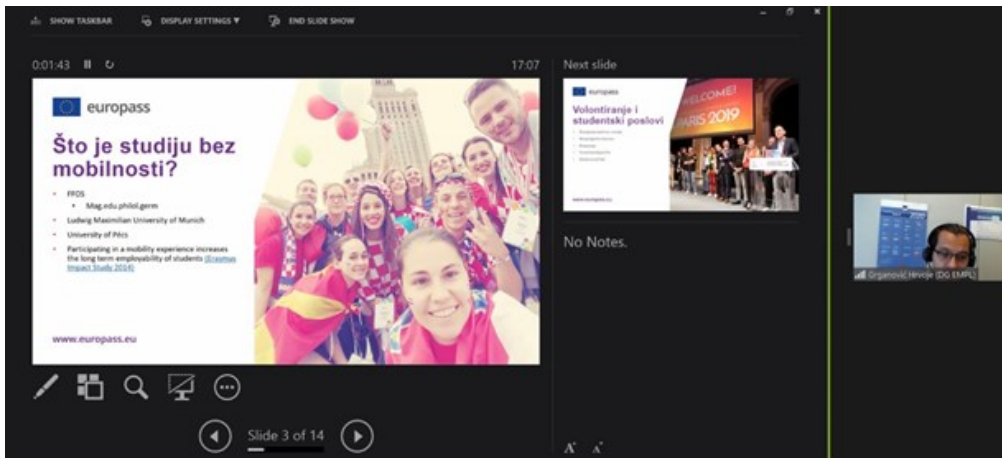 SHOW TASKBAR
DISPLAY SETTINGS ▼
END SLIDE SHOW
0:01:43
17:07
europass
Što je studiju bez
mobilnosti?
FFOS
Mag.edu.philol.germ
Ludwig Maximilian University of Munich
University of Pécs
Participating in a mobility experience increases
the long term employability of students (Erasmus
Impact Study 2014)
www.europass.eu
Slide 3 of 14
Next slide
europass
Volontiranje i
studentski poslovi
www.europass.eu
WELCOME!
PARIS 2019
PARIS
No Notes.
A A
Grganović Hrvoje (DG EMPL)